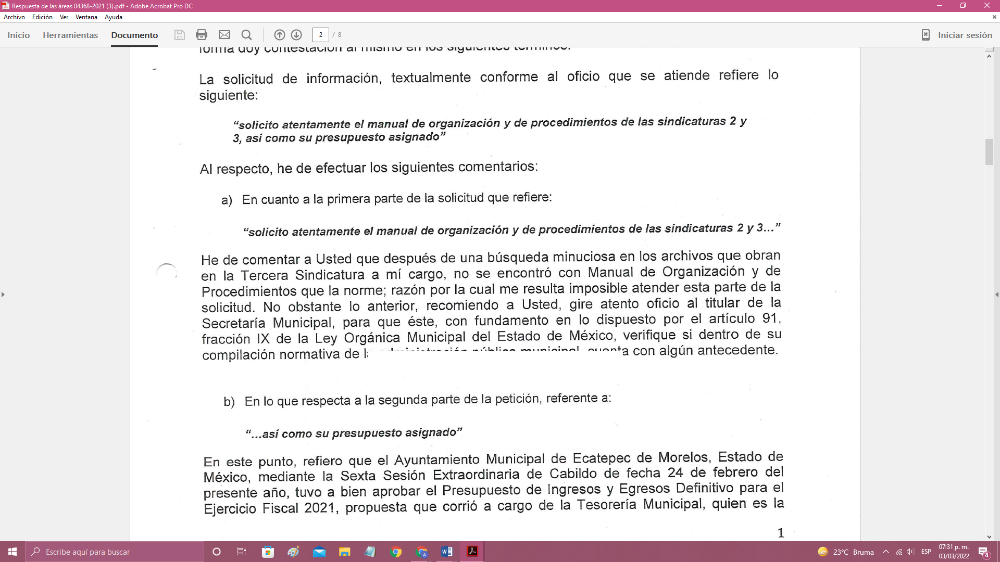 Respuesta de las áreas 04368-2021 (3).pdf - Adobe Acrobat Pro DC
Archivo Edición Ver Ventana Ayuda
Inicio Herramientas Documento 2 / 8 Iniciar sesión
forma doy contestación al mismo en los siguientes términos.
La solicitud de información, textualmente conforme al oficio que se atiende refiere lo
siguiente:
“solicito atentamente el manual de organización y de procedimientos de las sindicaturas 2 y
3, así como su presupuesto asignado”
Al respecto, he de efectuar los siguientes comentarios:
a) En cuanto a la primera parte de la solicitud que refiere:
“solicito atentamente el manual de organización y de procedimientos de las sindicaturas 2 y 3…”
He de comentar a Usted que después de una búsqueda minuciosa en los archivos que obran
en la Tercera Sindicatura a mí cargo, no se encontró con Manual de Organización y de
Procedimientos que la norme; razón por la cual me resulta imposible atender esta parte de la
solicitud. No obstante lo anterior, recomiendo a Usted, gire atento oficio al titular de la
Secretaría Municipal, para que éste, con fundamento en lo dispuesto por el artículo 91,
fracción IX de la Ley Orgánica Municipal del Estado de México, verifique si dentro de su
compilación normativa de la administración pública municipal, cuenta con algún antecedente.
b) En lo que respecta a la segunda parte de la petición, referente a:
“…así como su presupuesto asignado”
En este punto, refiero que el Ayuntamiento Municipal de Ecatepec de Morelos, Estado de
México, mediante la Sexta Sesión Extraordinaria de Cabildo de fecha 24 de febrero del
presente año, tuvo a bien aprobar el Presupuesto de Ingresos y Egresos Definitivo para el
Ejercicio Fiscal 2021, propuesta que corrió a cargo de la Tesorería Municipal, quien es la
1
Escribe aquí para buscar
23°C Bruma ESP 07:31 p. m.
03/03/2022
4